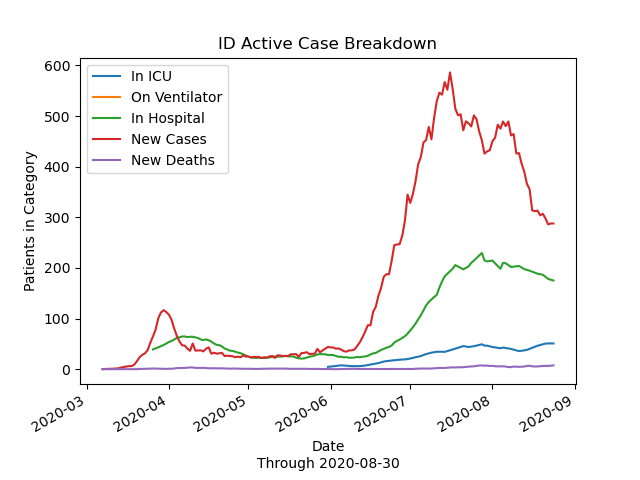 ID Active Case Breakdown
In ICU
On Ventilator
In Hospital
New Cases
New Deaths
Patients in Category
600
500
400
300
200
100
0
2020-03
2020-04
2020-05
2020-06
2020-07
2020-08
2020-09
Date
Through 2020-08-30